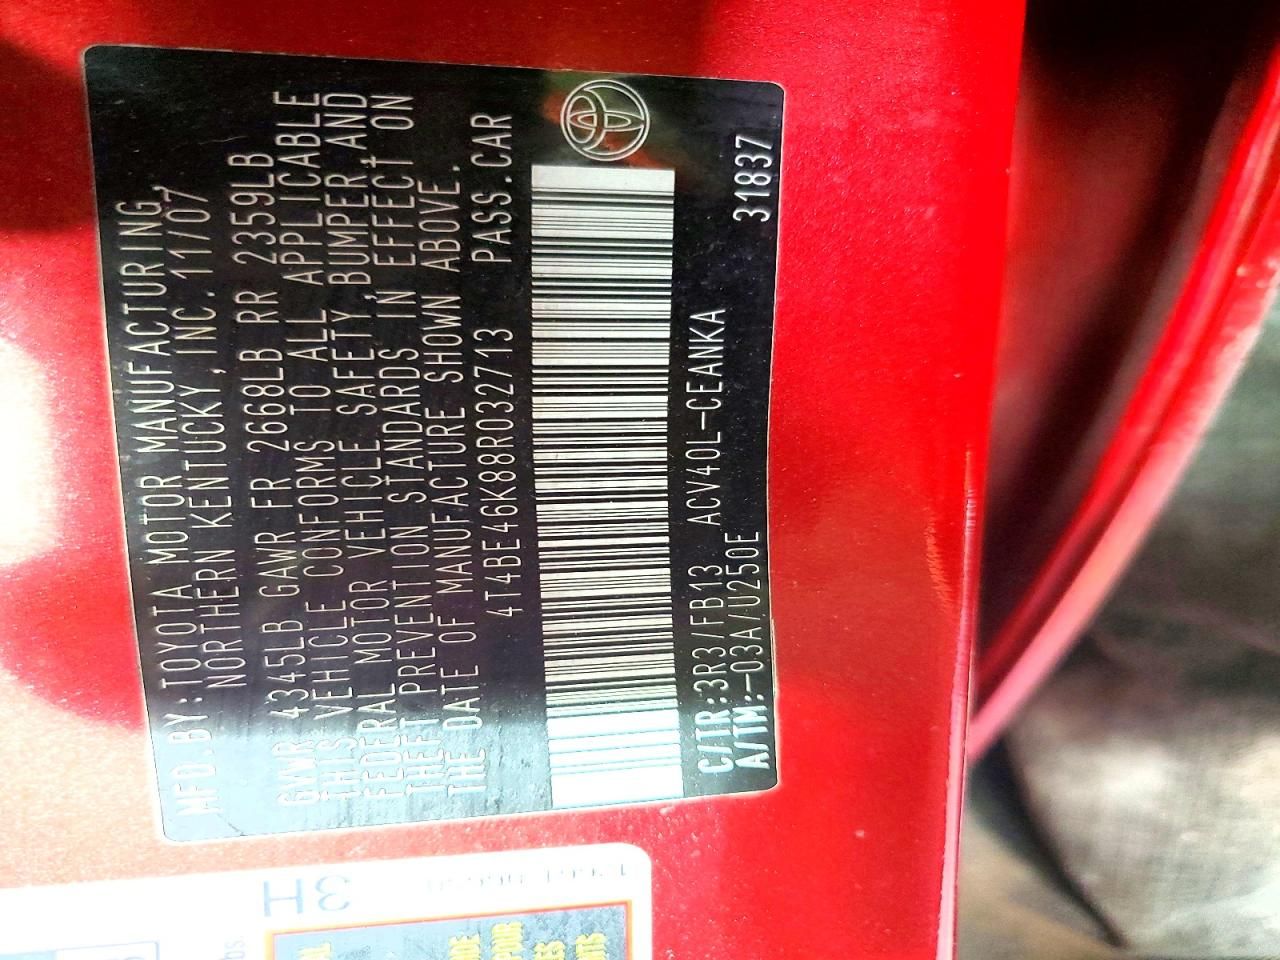 MFD.BY:TOYOTA MOTOR MANUFACTURING,
NORTHERN KENTUCKY, INC. 11/07
GVWR 4345LB GAWR FR 2668LB RR 2359LB
THIS VEHICLE CONFORMS TO ALL APPLICABLE
FEDERAL MOTOR VEHICLE SAFETY, BUMPER, AND
THEFT PREVENTION STANDARDS IN EFFECT ON
THE DATE OF MANUFACTURE SHOWN ABOVE.
4T4BE46K88R032713 PASS.CAR
C/TR:3R3/FB13 ACV40L-CEANKA 31837
A/TM:-03A/U250E
3H